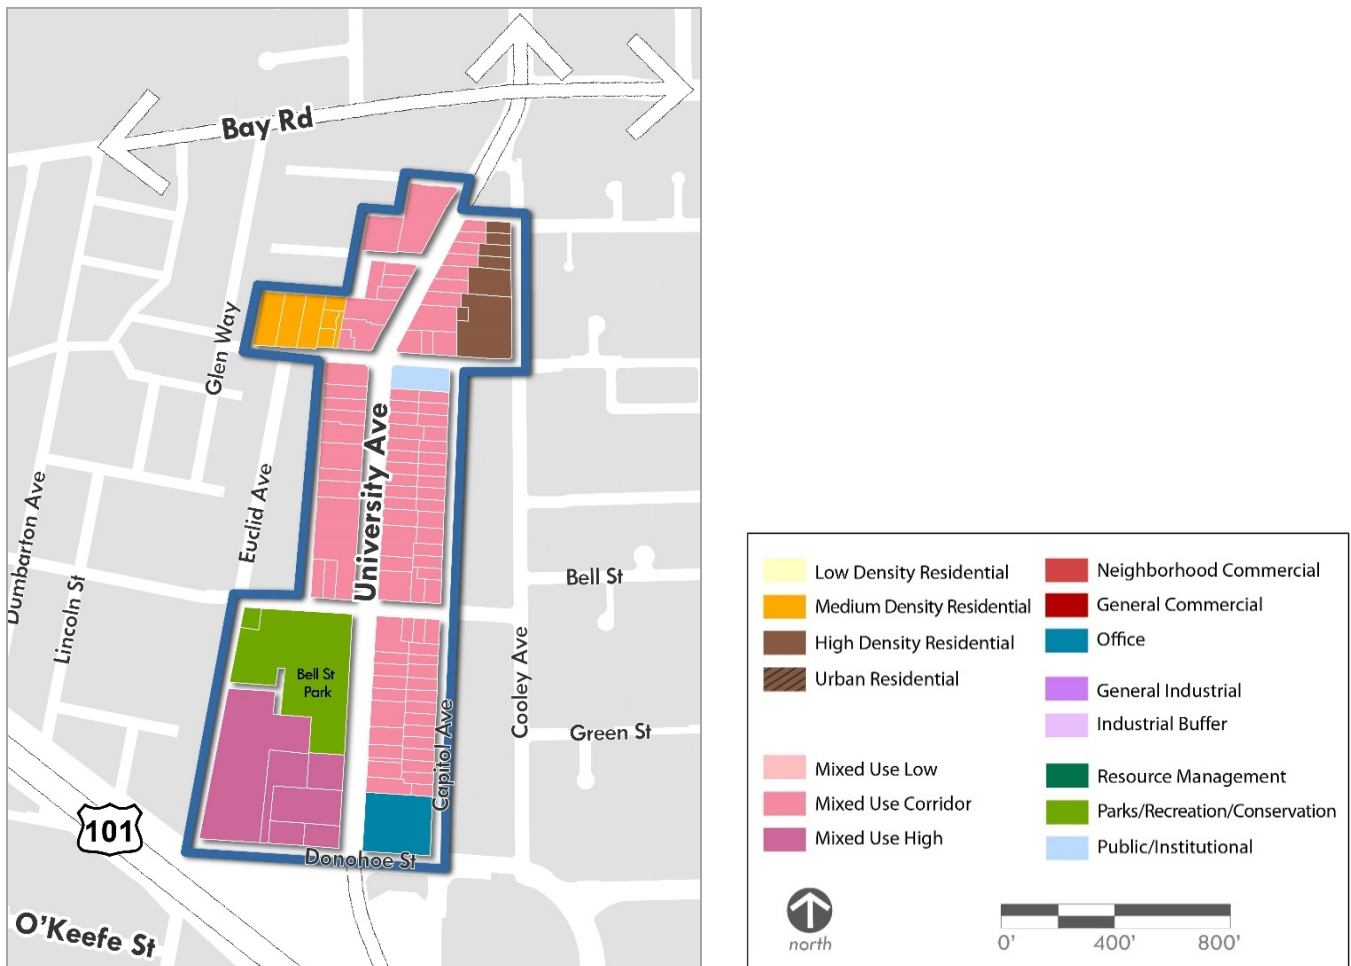 Bay Rd
Glen Way
University Ave
Euclid Ave
Dumbarton Ave
Lincoln St
Bell St
Cooley Ave
Bell St
Park
Capitol Ave
Green St
101
Donohoe St
O'Keefe St
Low Density Residential
Medium Density Residential
High Density Residential
Urban Residential
Mixed Use Low
Mixed Use Corridor
Mixed Use High
Neighborhood Commercial
General Commercial
Office
General Industrial
Industrial Buffer
Resource Management
Parks/Recreation/Conservation
Public/Institutional
north
0' 400' 800'